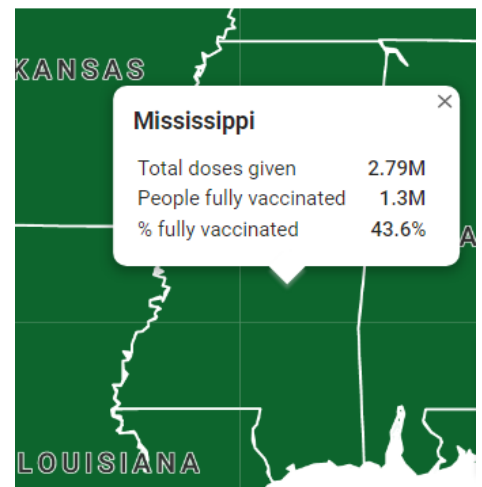 KANSAS
Mississippi
Total doses given 2.79M
People fully vaccinated 1.3M
% fully vaccinated 43.6%
A
LOUISIANA